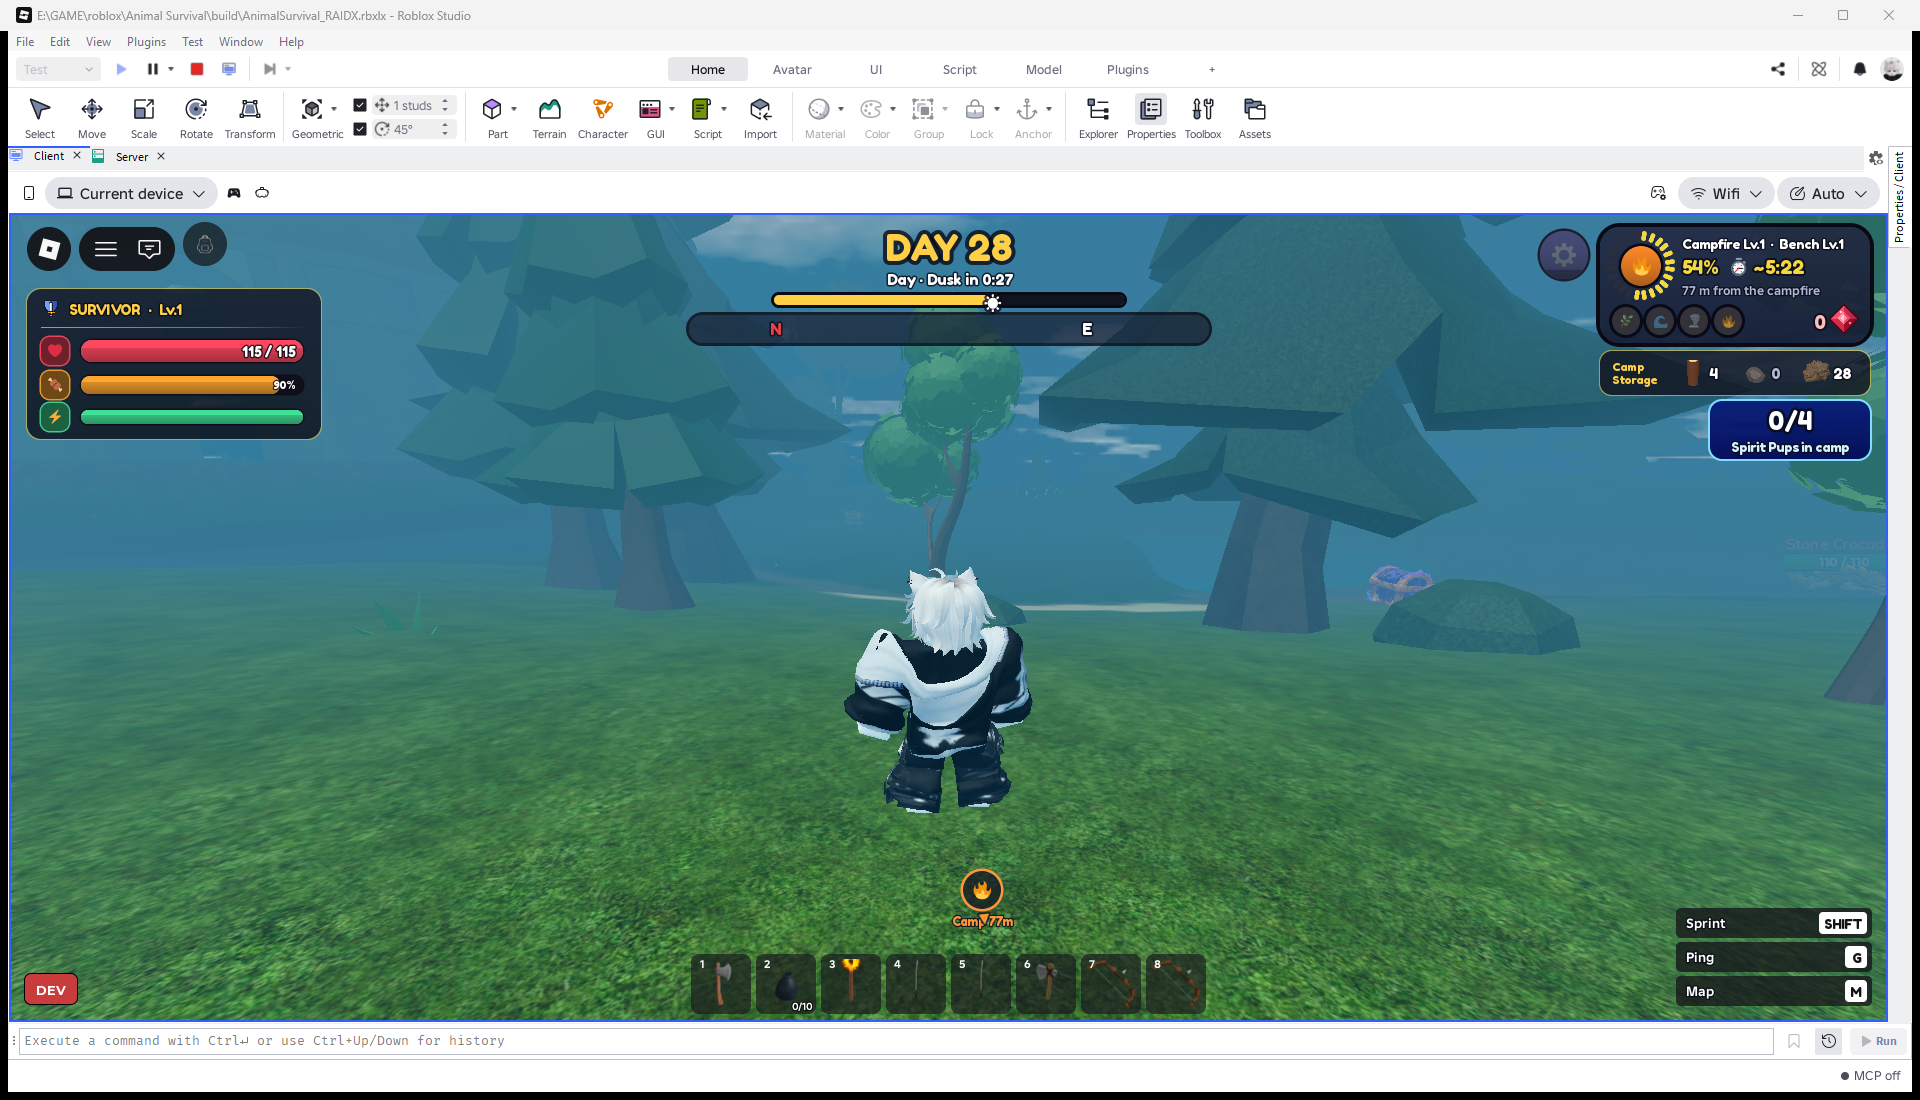 E:\GAME\roblox\Animal Survival\build\AnimalSurvival_RAIDX.rbxlx - Roblox Studio
File Edit View Plugins Test Window Help
Test
Home Avatar UI Script Model Plugins +
Select Move Scale Rotate Transform Geometric
1 studs
45°
Part Terrain Character GUI Script Import Material Color Group Lock Anchor Explorer Properties Toolbox Assets
Client Server
Properties / Client
Current device
Wifi
Auto
DAY 28
Day · Dusk in 0:27
N E
SURVIVOR · Lv.1
115 / 115
90%
Campfire Lv.1 · Bench Lv.1
54% ~5:22
77 m from the campfire
0
Camp Storage
4 0 28
0/4
Spirit Pups in camp
Stone Crocod
110 / 110
Camp 77m
1 2 3 4 5 6 7 8
0/10
Sprint SHIFT
Ping G
Map M
DEV
Execute a command with Ctrl↵ or use Ctrl+Up/Down for history
Run
MCP off